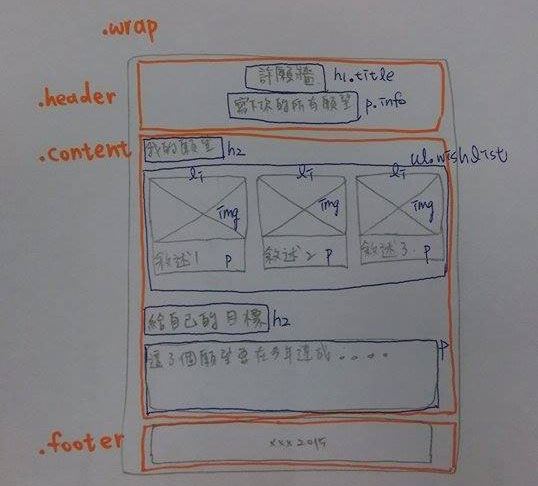 .wrap
許願牆 h1.title
.header
寫下你的所有願望 p.info
.content 我的願望 h2 ul.wishlist
li li li
img img img
敘述1 p 敘述2 p 敘述3. p
給自己的目標 h2
這3個願望要在今年達成.... p
.footer
xxx 2015